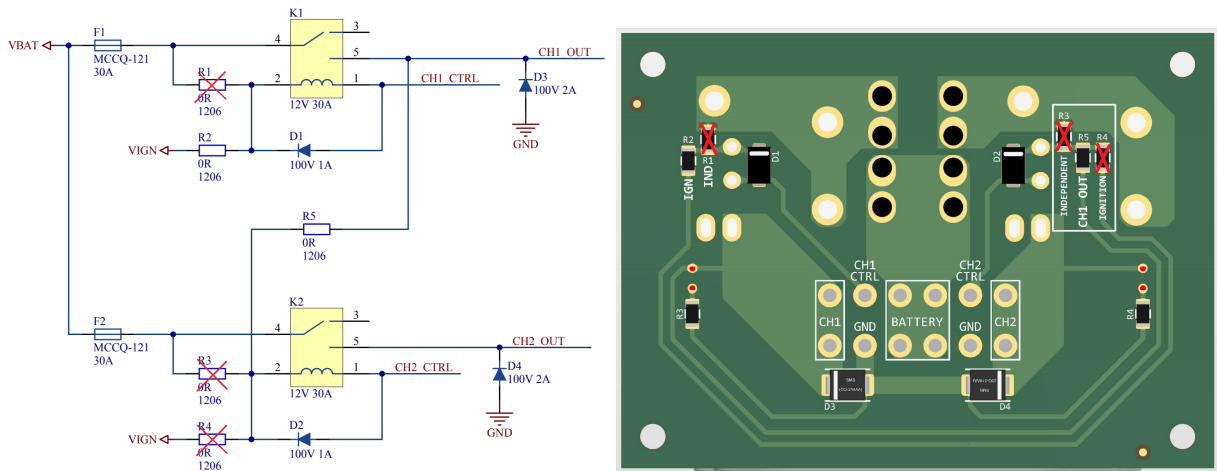 VBAT
F1
MCCQ-121
30A
K1
3
4
5
2
1
12V 30A
R1
0R
1206
VIGN
R2
0R
1206
D1
100V 1A
CH1_CTRL
CH1_OUT
D3
100V 2A
GND
R5
0R
1206
F2
MCCQ-121
30A
K2
3
4
5
2
1
12V 30A
R3
0R
1206
VIGN
R4
0R
1206
D2
100V 1A
CH2_CTRL
CH2_OUT
D4
100V 2A
GND
R2
R1
IGN
IND
D1
D2
R3
R5
R4
INDEPENDENT
CH1 OUT
IGNITION
R3
R4
CH1
CTRL
CH2
CTRL
CH1
GND
BATTERY
GND
CH2
D3
SMB
D4